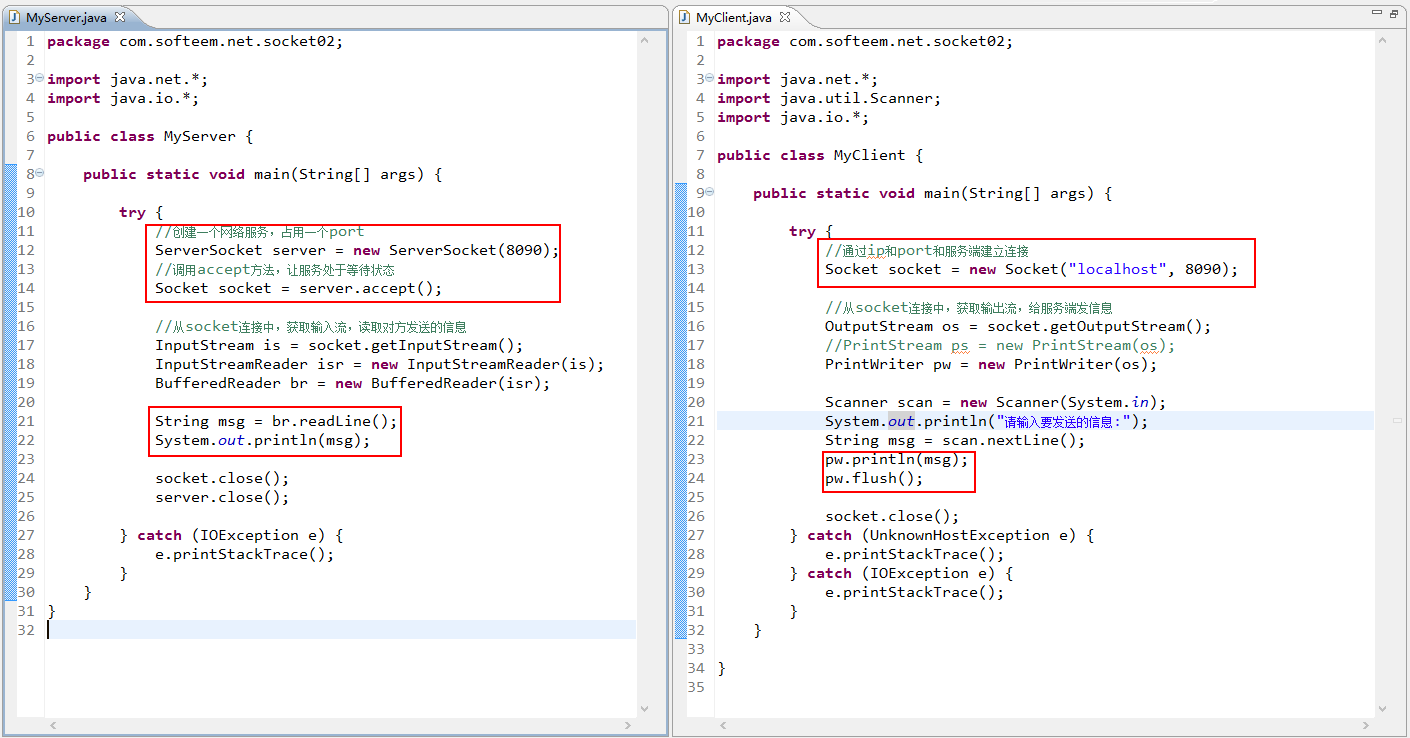 MyServer.java
1 package com.softeem.net.socket02;
2
3 import java.net.*;
4 import java.io.*;
5
6 public class MyServer {
7
8 public static void main(String[] args) {
9
10 try {
11 //创建一个网络服务，占用一个port
12 ServerSocket server = new ServerSocket(8090);
13 //调用accept方法，让服务处于等待状态
14 Socket socket = server.accept();
15
16 //从socket连接中，获取输入流，读取对方发送的信息
17 InputStream is = socket.getInputStream();
18 InputStreamReader isr = new InputStreamReader(is);
19 BufferedReader br = new BufferedReader(isr);
20
21 String msg = br.readLine();
22 System.out.println(msg);
23
24 socket.close();
25 server.close();
26
27 } catch (IOException e) {
28 e.printStackTrace();
29 }
30 }
31 }
32
MyClient.java
1 package com.softeem.net.socket02;
2
3 import java.net.*;
4 import java.util.Scanner;
5 import java.io.*;
6
7 public class MyClient {
8
9 public static void main(String[] args) {
10
11 try {
12 //通过ip和port和服务端建立连接
13 Socket socket = new Socket("localhost", 8090);
14
15 //从socket连接中，获取输出流，给服务端发信息
16 OutputStream os = socket.getOutputStream();
17 //PrintStream ps = new PrintStream(os);
18 PrintWriter pw = new PrintWriter(os);
19
20 Scanner scan = new Scanner(System.in);
21 System.out.println("请输入要发送的信息:");
22 String msg = scan.nextLine();
23 pw.println(msg);
24 pw.flush();
25
26 socket.close();
27 } catch (UnknownHostException e) {
28 e.printStackTrace();
29 } catch (IOException e) {
30 e.printStackTrace();
31 }
32 }
33
34 }
35